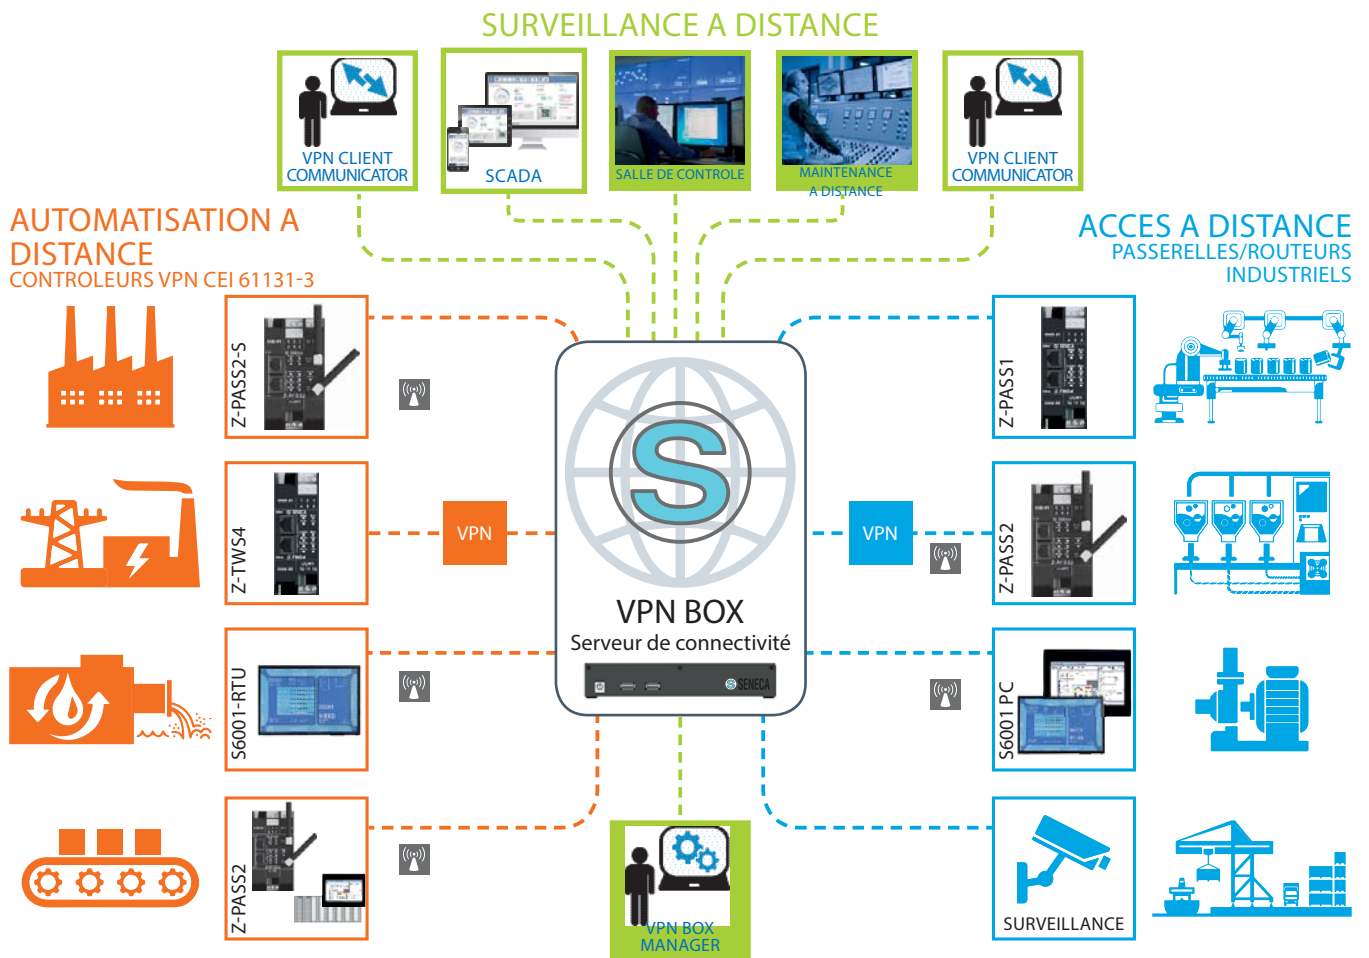 SURVEILLANCE A DISTANCE
VPN CLIENT
COMMUNICATOR
SCADA
SALLE DE CONTROLE
MAINTENANCE
A DISTANCE
VPN CLIENT
COMMUNICATOR
AUTOMATISATION A
DISTANCE
CONTROLEURS VPN CEI 61131-3
ACCES A DISTANCE
PASSERELLES/ROUTEURS
INDUSTRIELS
Z-PASS2-S
Z-TWS4
S6001-RTU
Z-PASS2
VPN
S
VPN BOX
Serveur de connectivité
S SENECA
VPN
Z-PASS1
Z-PASS2
S6001 PC
SURVEILLANCE
VPN BOX
MANAGER